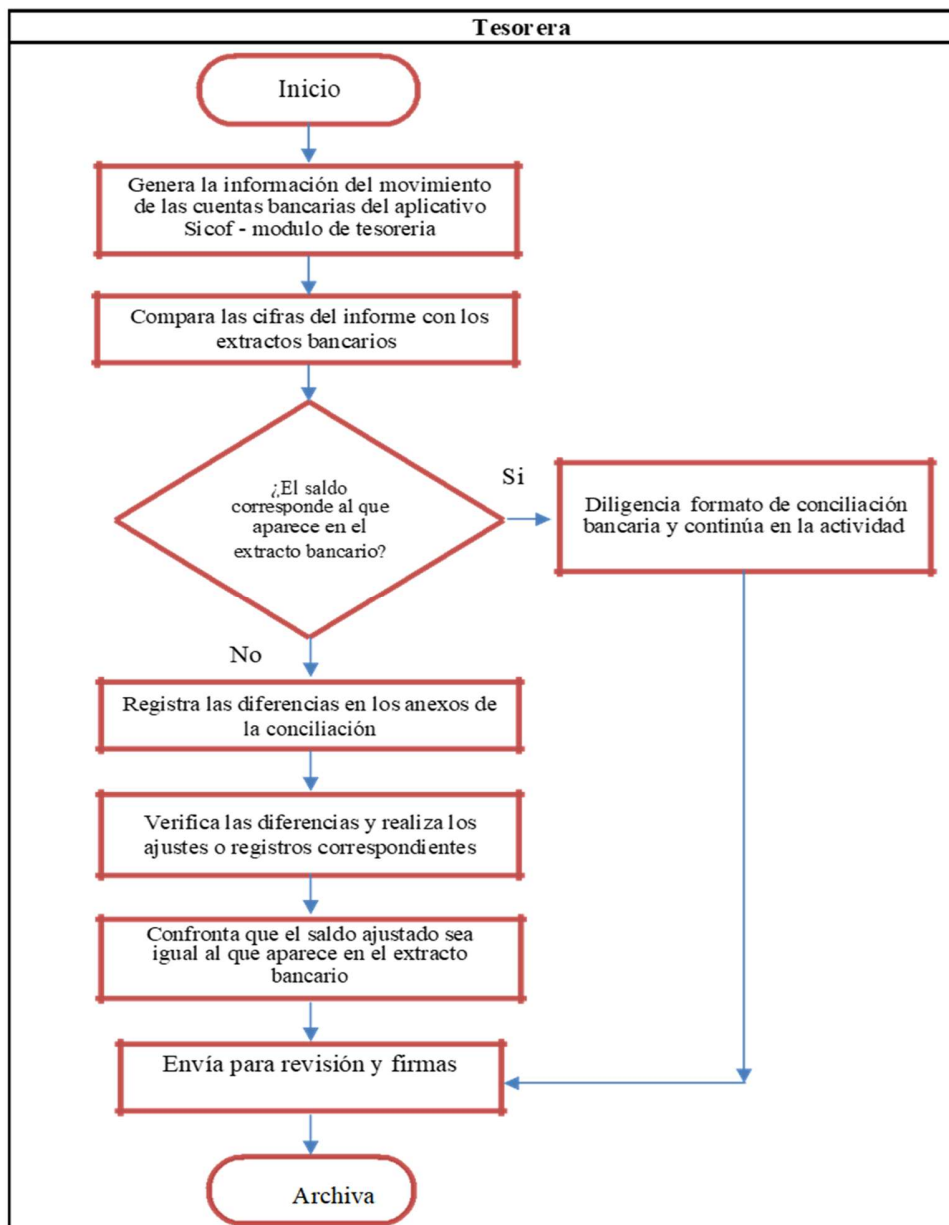 Tesorera
Inicio
Genera la información del movimiento
de las cuentas bancarias del aplicativo
Sicof - modulo de tesoreria
Compara las cifras del informe con los
extractos bancarios
¿El saldo
corresponde al que
aparece en el
extracto bancario?
Si
Diligencia formato de conciliación
bancaria y continúa en la actividad
No
Registra las diferencias en los anexos de
la conciliación
Verifica las diferencias y realiza los
ajustes o registros correspondientes
Confronta que el saldo ajustado sea
igual al que aparece en el extracto
bancario
Envía para revisión y firmas
Archiva